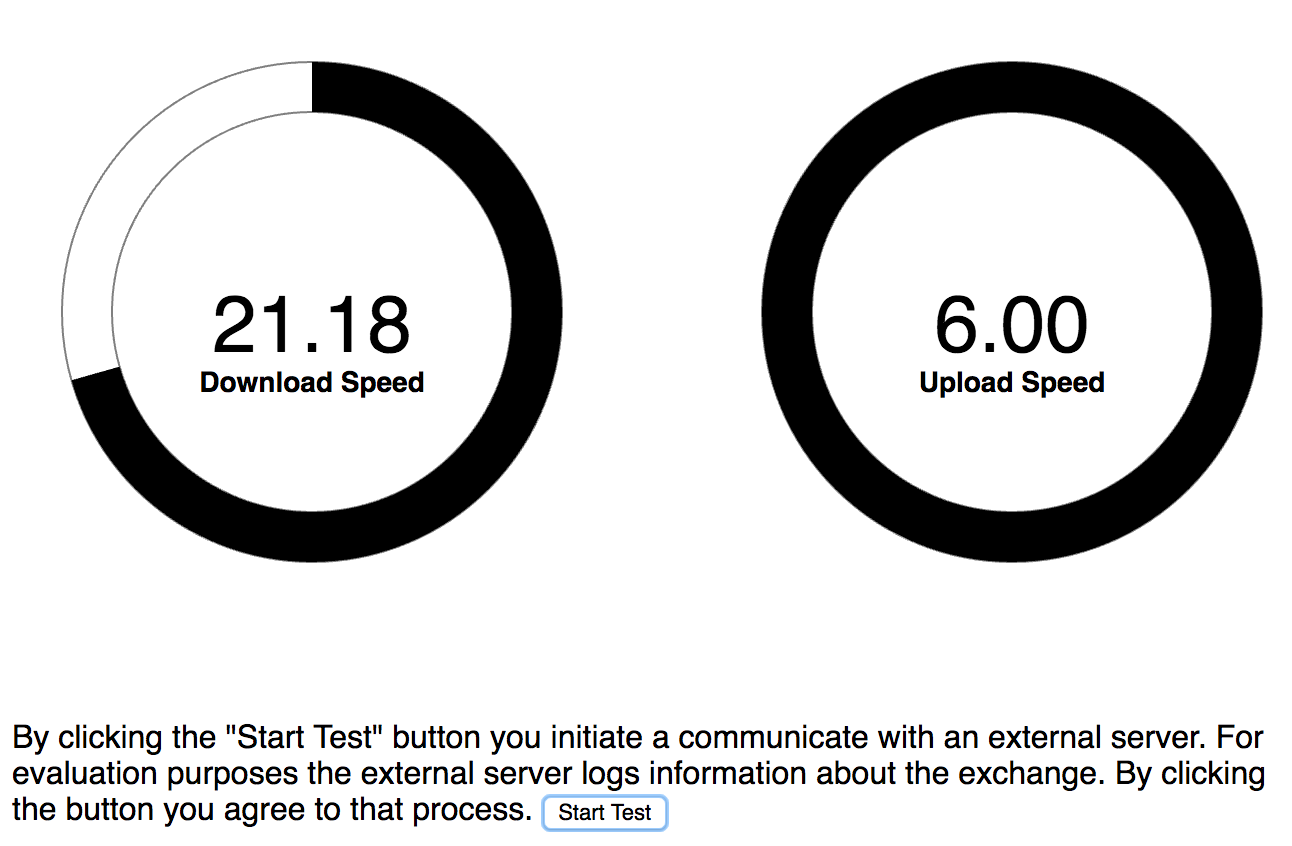 21.18
Download Speed
6.00
Upload Speed
By clicking the "Start Test" button you initiate a communicate with an external server. For
evaluation purposes the external server logs information about the exchange. By clicking
the button you agree to that process. Start Test